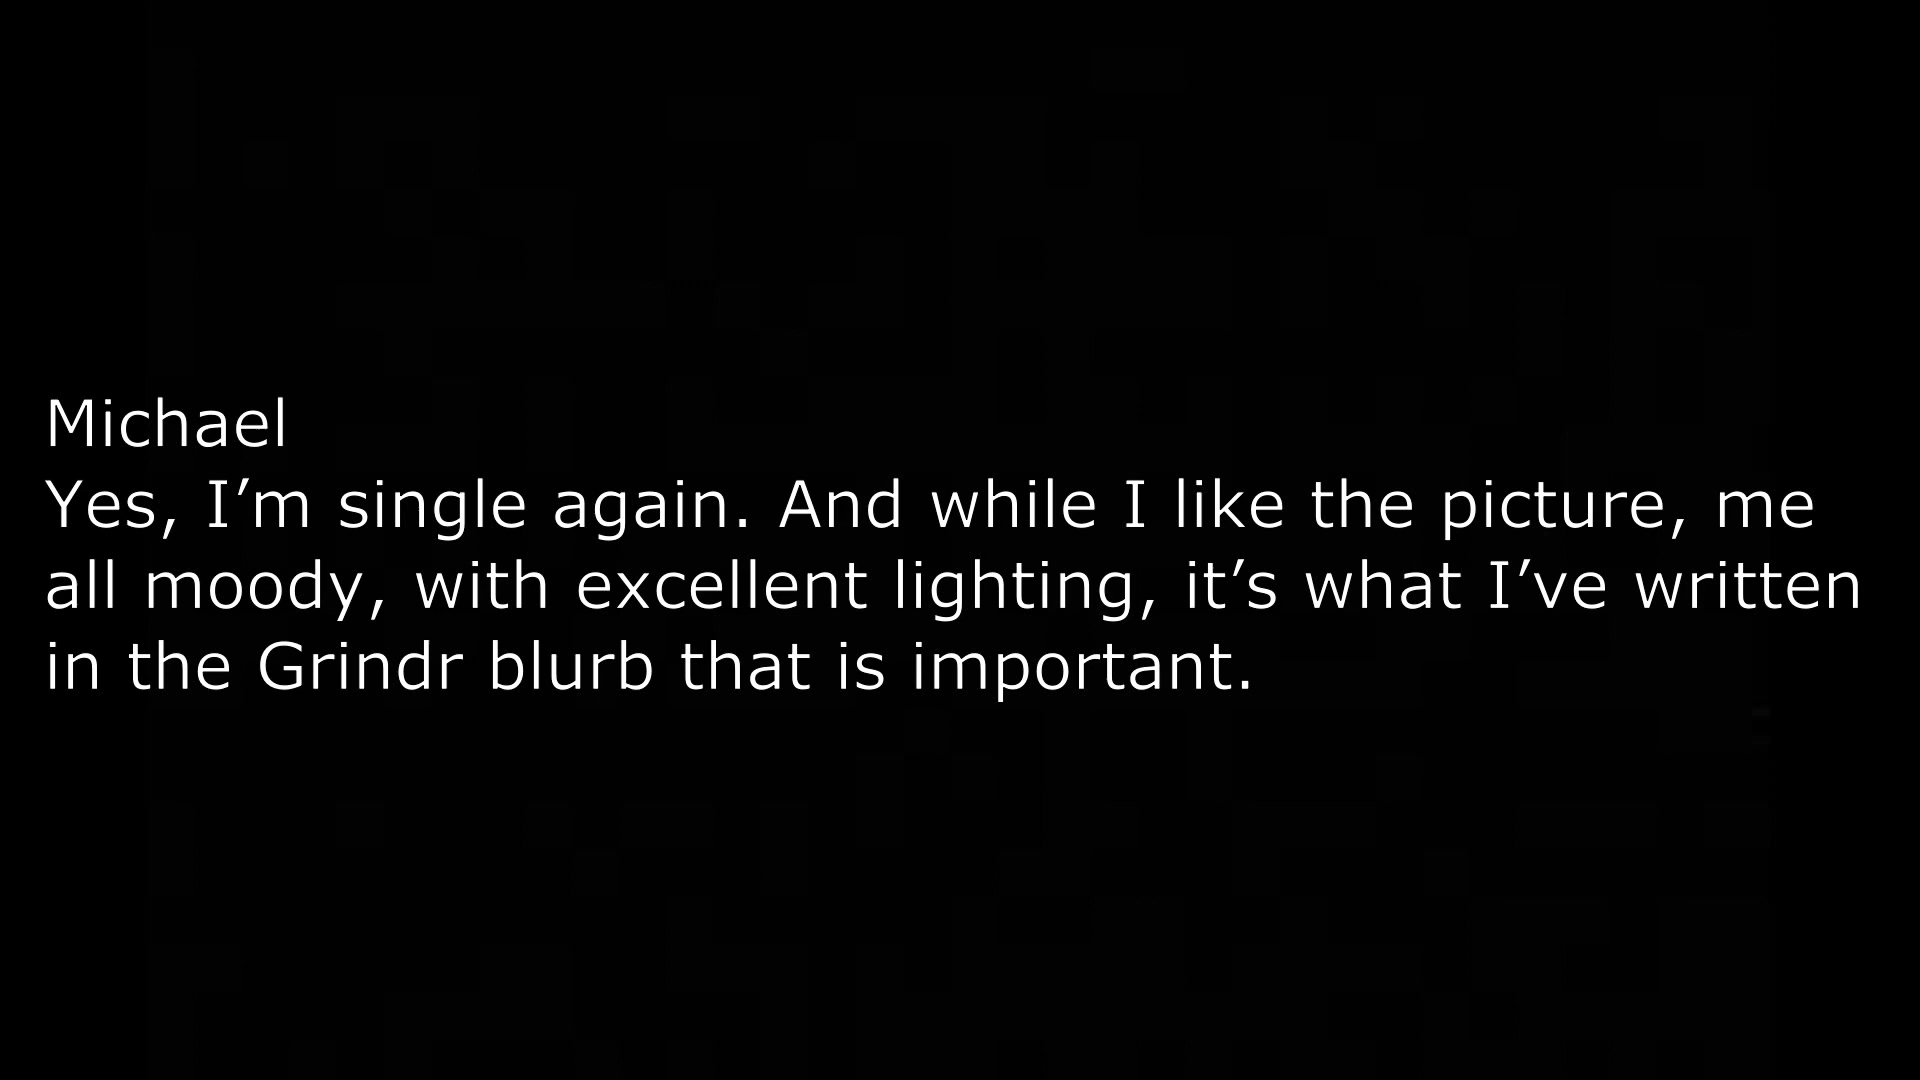 Michael
Yes, I’m single again. And while I like the picture, me
all moody, with excellent lighting, it’s what I’ve written
in the Grindr blurb that is important.